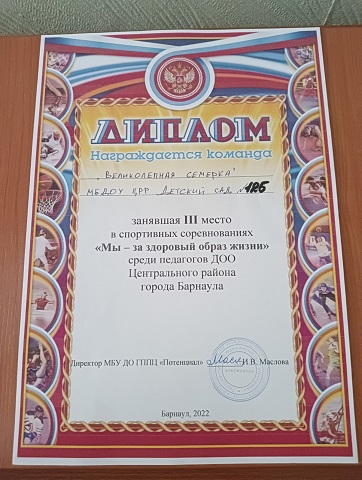 ДИПЛОМ
Награждается команда
"Великолепная семерка"
МБДОУ ЦРР Детский сад №126
занявшая III место
в спортивных соревнованиях
«Мы – за здоровый образ жизни»
среди педагогов ДОО
Центрального района
города Барнаула
Директор МБУ ДО ГППЦ «Потенциал» И.В. Маслова
Барнаул, 2022